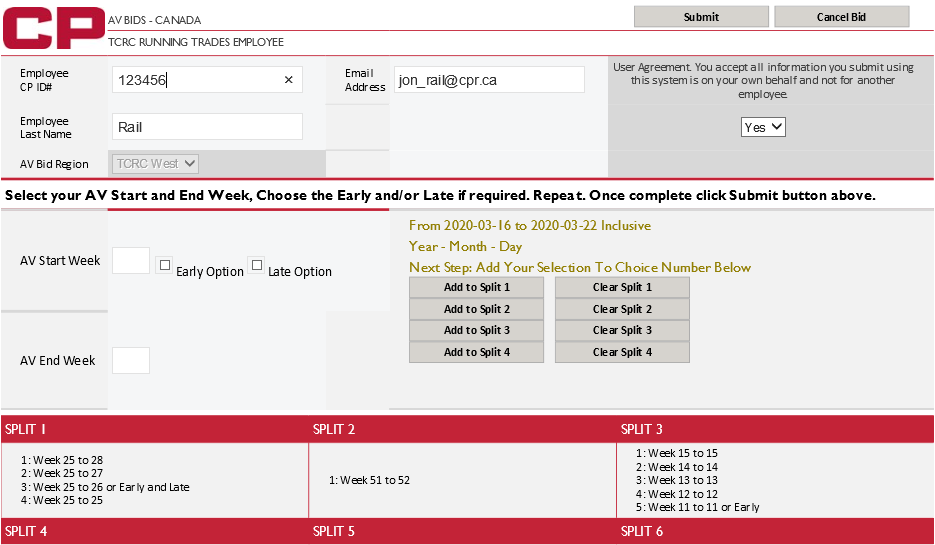 CP
AV BIDS - CANADA
Submit
Cancel Bid
TCRC RUNNING TRADES EMPLOYEE
Employee
CP ID#
123456
×
Email
Address
jon_rail@cpr.ca
User Agreement. You accept all information you submit using
this system is on your own behalf and not for another
employee.
Yes
Employee
Last Name
Rail
AV Bid Region
TCRC West
Select your AV Start and End Week, Choose the Early and/or Late if required. Repeat. Once complete click Submit button above.
AV Start Week
Early Option
Late Option
From 2020-03-16 to 2020-03-22 Inclusive
Year - Month - Day
Next Step: Add Your Selection To Choice Number Below
Add to Split 1
Clear Split 1
Add to Split 2
Clear Split 2
Add to Split 3
Clear Split 3
Add to Split 4
Clear Split 4
AV End Week
SPLIT 1
SPLIT 2
SPLIT 3
1: Week 25 to 28
2: Week 25 to 27
3: Week 25 to 26 or Early and Late
4: Week 25 to 25
1: Week 51 to 52
1: Week 15 to 15
2: Week 14 to 14
3: Week 13 to 13
4: Week 12 to 12
5: Week 11 to 11 or Early
SPLIT 4
SPLIT 5
SPLIT 6